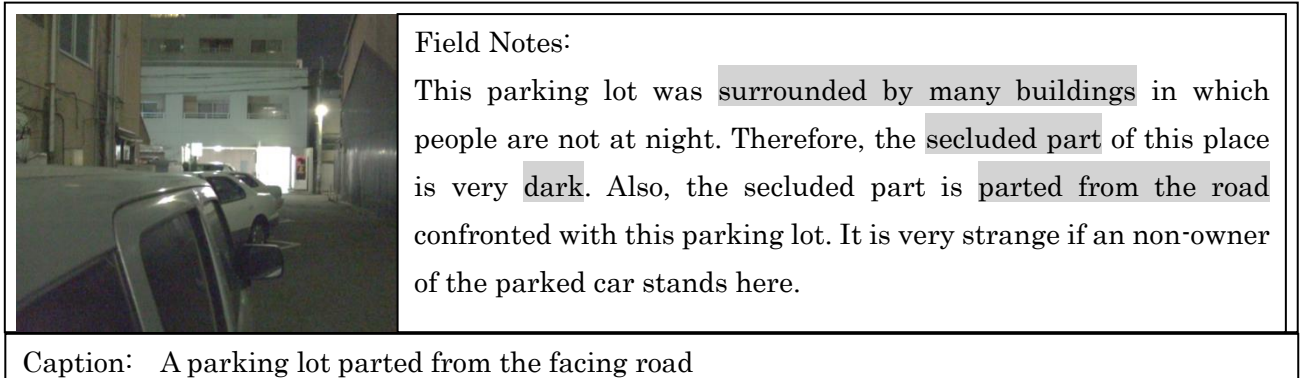 Field Notes:
This parking lot was surrounded by many buildings in which
people are not at night. Therefore, the secluded part of this place
is very dark. Also, the secluded part is parted from the road
confronted with this parking lot. It is very strange if an non-owner
of the parked car stands here.
Caption: A parking lot parted from the facing road